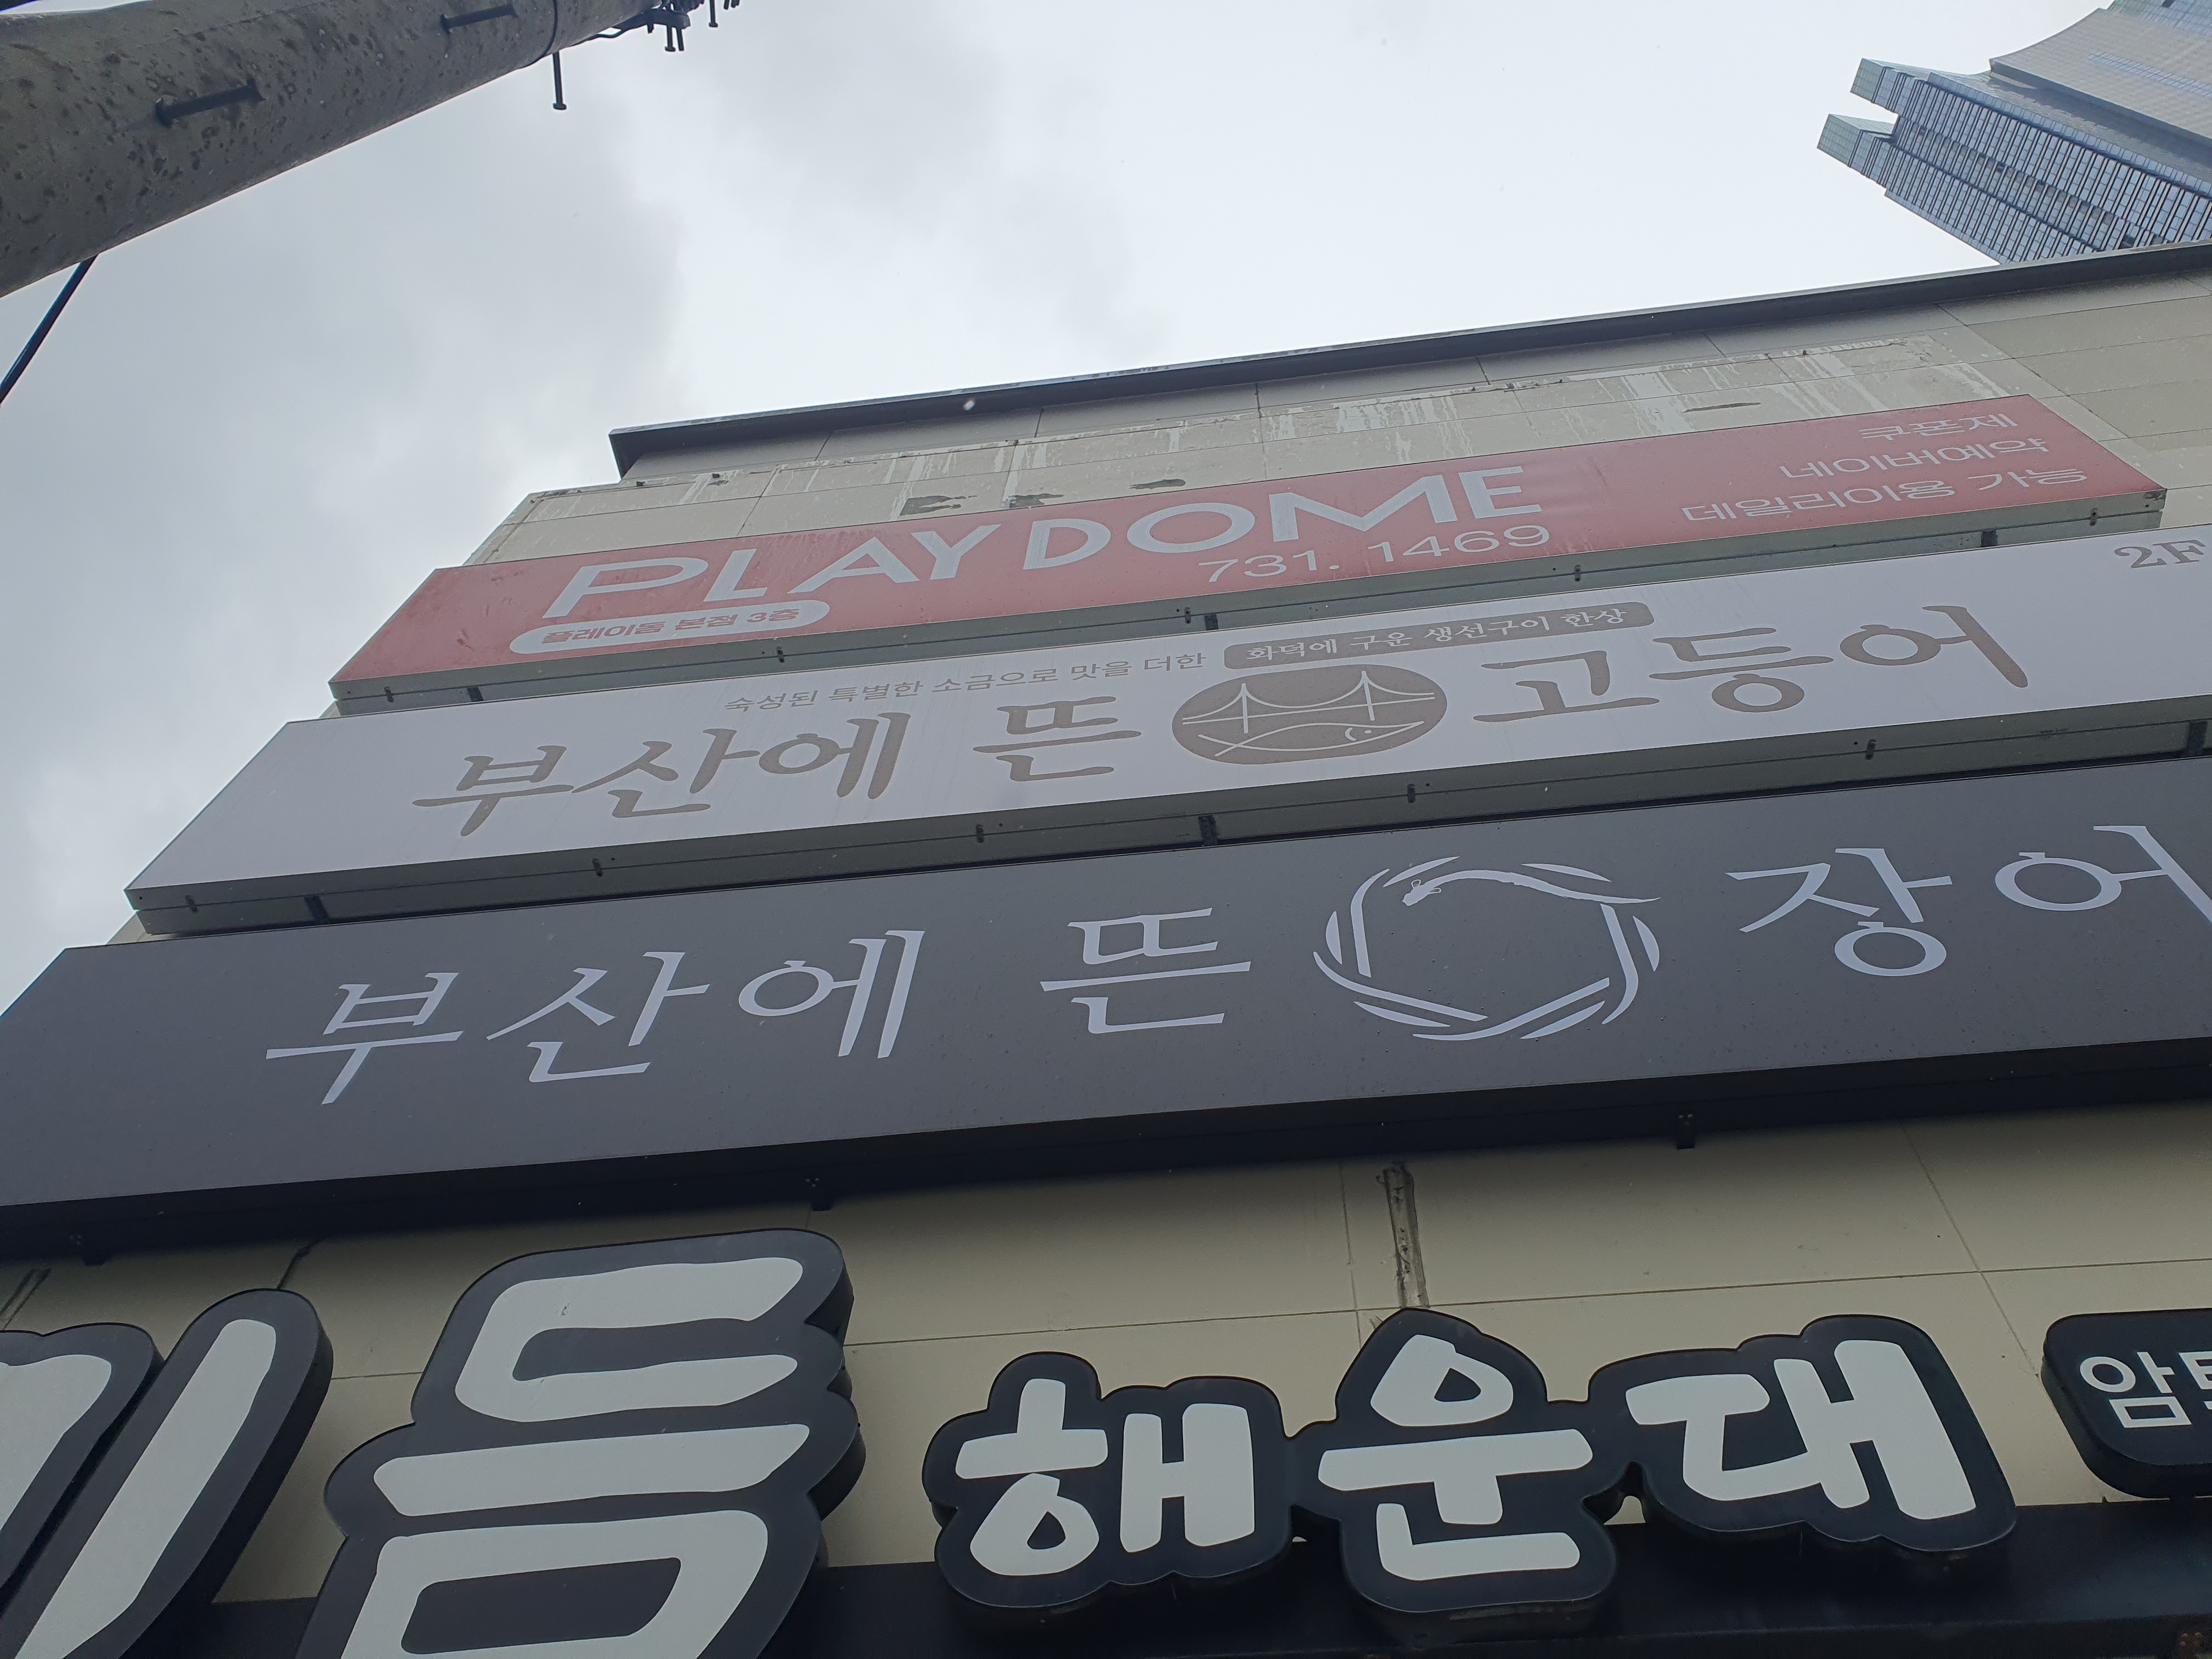 PLAY DOME
플레이돔 본점 3층
731. 1469
쿠폰제
네이버예약
데일리이용 가능
2F
숙성된 특별한 소금으로 맛을 더한 화덕에 구운 생선구이 한상
부산에 뜬 고등어
부산에 뜬 장어
해운대